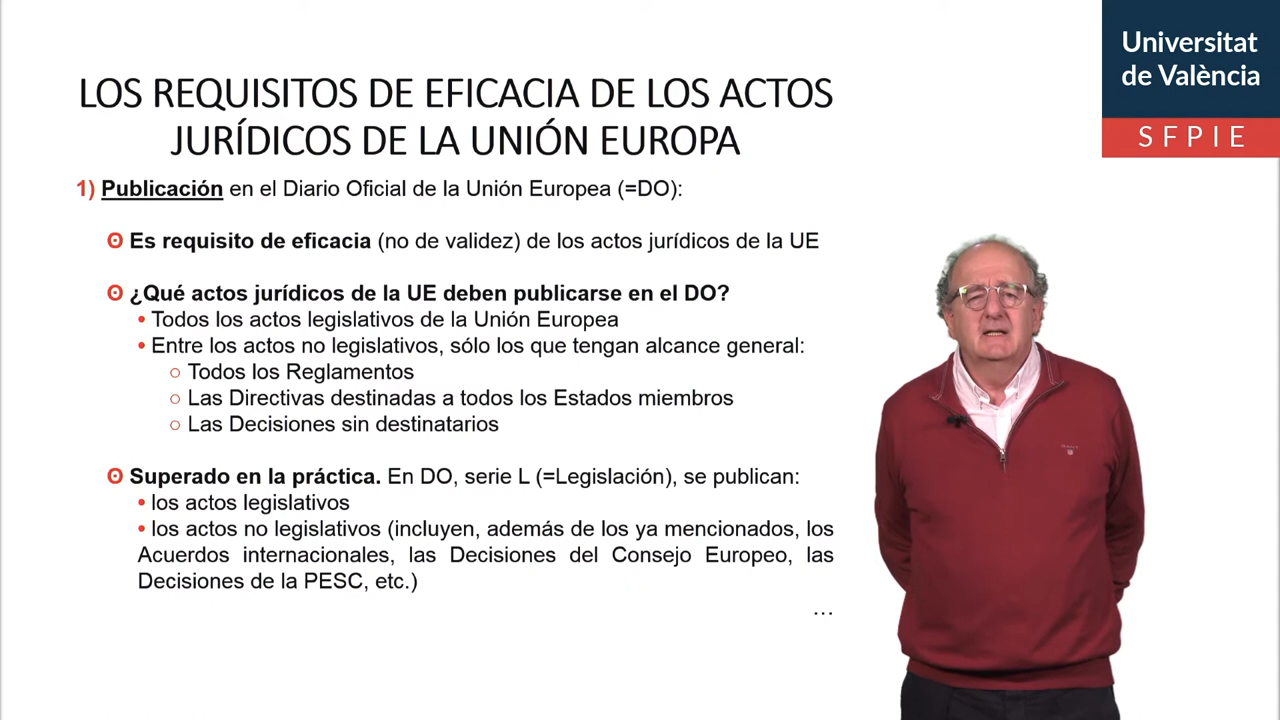 Universitat
de València
SFPIE
LOS REQUISITOS DE EFICACIA DE LOS ACTOS
JURÍDICOS DE LA UNIÓN EUROPA
1) Publicación en el Diario Oficial de la Unión Europea (=DO):
ʘ Es requisito de eficacia (no de validez) de los actos jurídicos de la UE
ʘ ¿Qué actos jurídicos de la UE deben publicarse en el DO?
• Todos los actos legislativos de la Unión Europea
• Entre los actos no legislativos, sólo los que tengan alcance general:
○ Todos los Reglamentos
○ Las Directivas destinadas a todos los Estados miembros
○ Las Decisiones sin destinatarios
ʘ Superado en la práctica. En DO, serie L (=Legislación), se publican:
• los actos legislativos
• los actos no legislativos (incluyen, además de los ya mencionados, los
Acuerdos internacionales, las Decisiones del Consejo Europeo, las
Decisiones de la PESC, etc.)
…